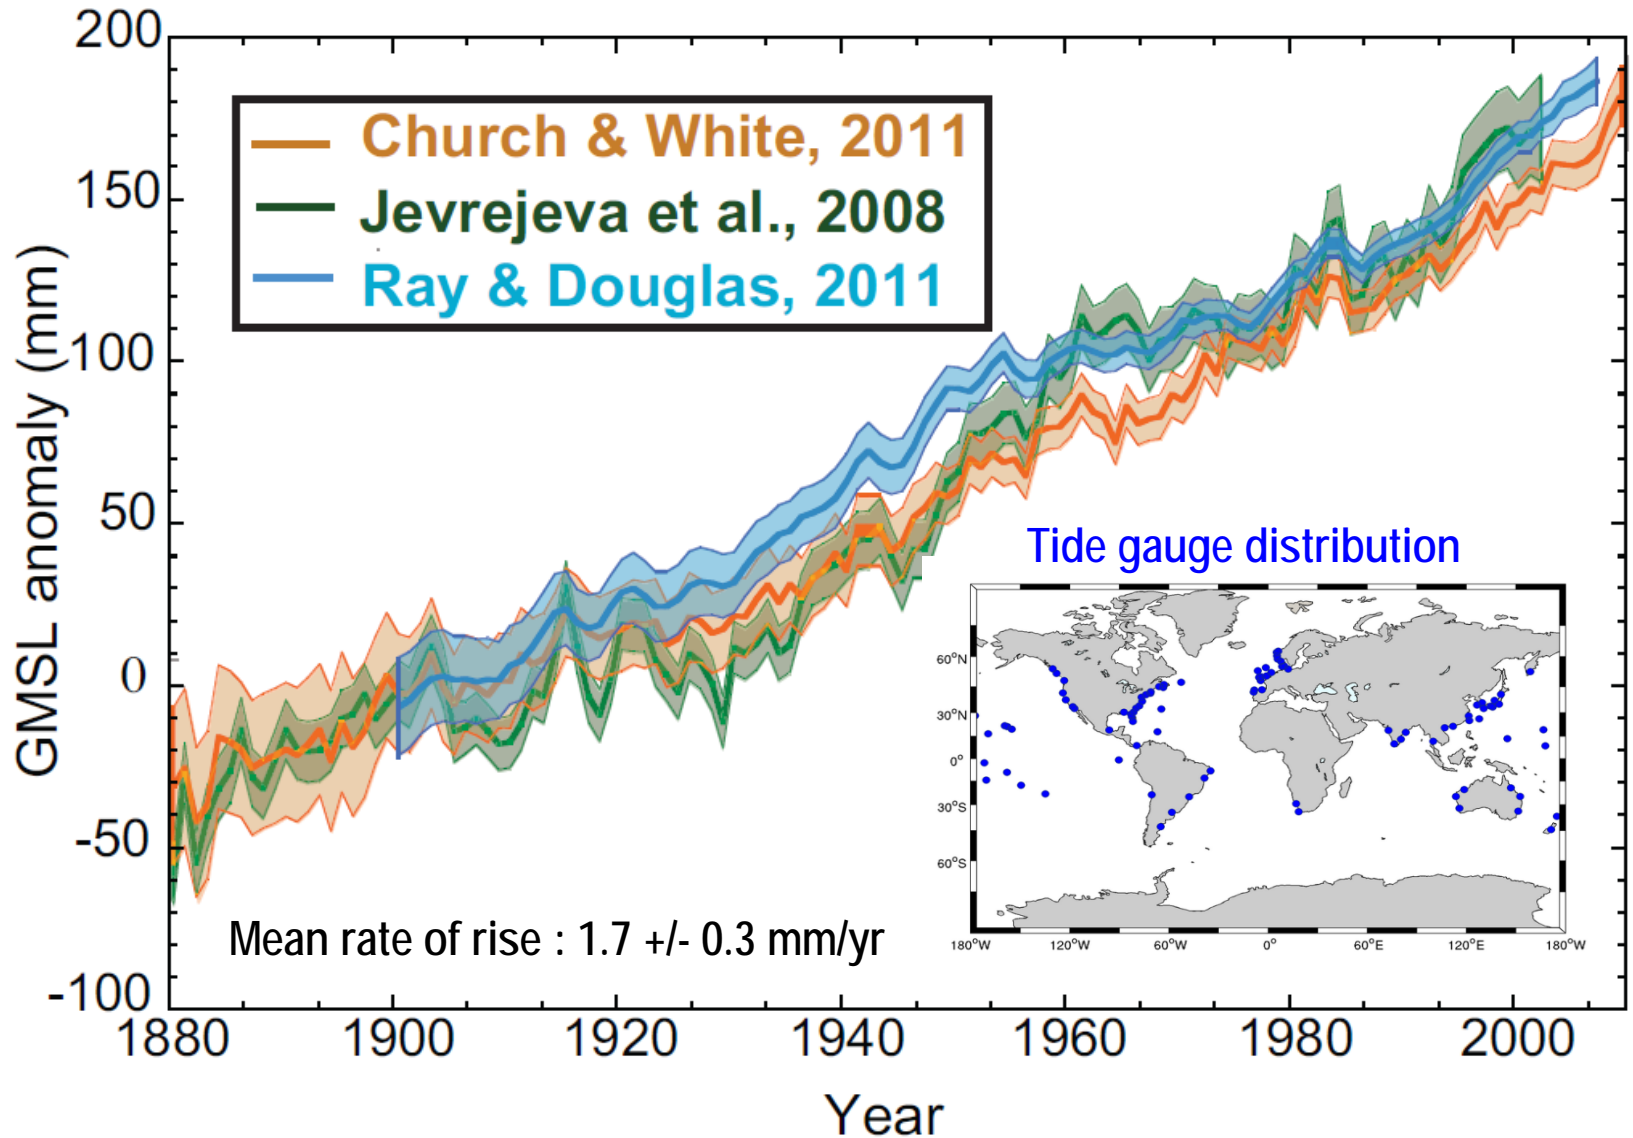 200
150
100
50
0
-50
-100
GMSL anomaly (mm)
Church & White, 2011
Jevrejeva et al., 2008
Ray & Douglas, 2011
Tide gauge distribution
60°N
30°N
0°
30°S
60°S
180°W 120°W 60°W 0° 60°E 120°E 180°W
Mean rate of rise : 1.7 +/- 0.3 mm/yr
1880 1900 1920 1940 1960 1980 2000
Year